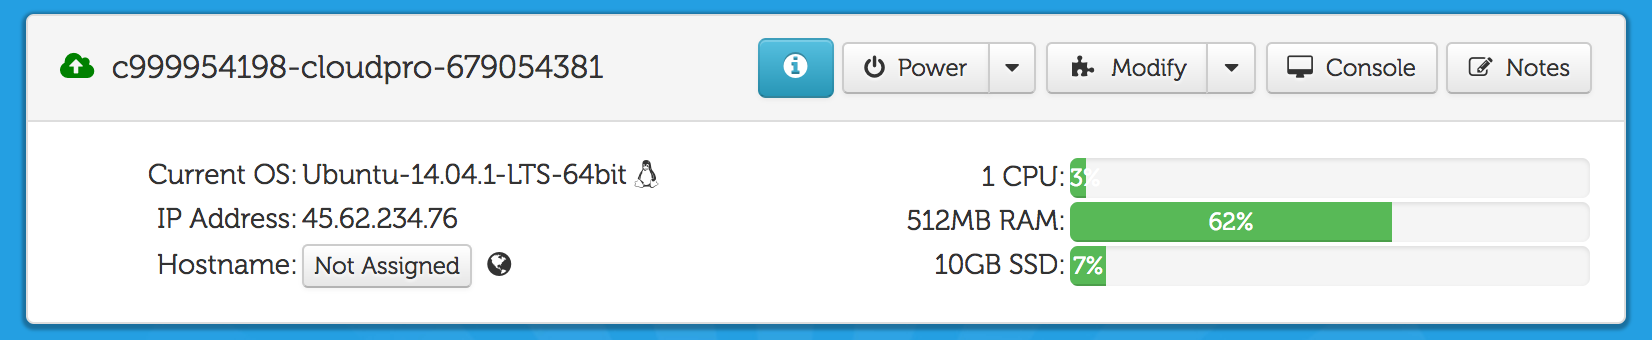 c999954198-cloudpro-679054381
Power
Modify
Console
Notes
Current OS: Ubuntu-14.04.1-LTS-64bit
IP Address: 45.62.234.76
Hostname: Not Assigned
1 CPU: 3%
512MB RAM: 62%
10GB SSD: 7%